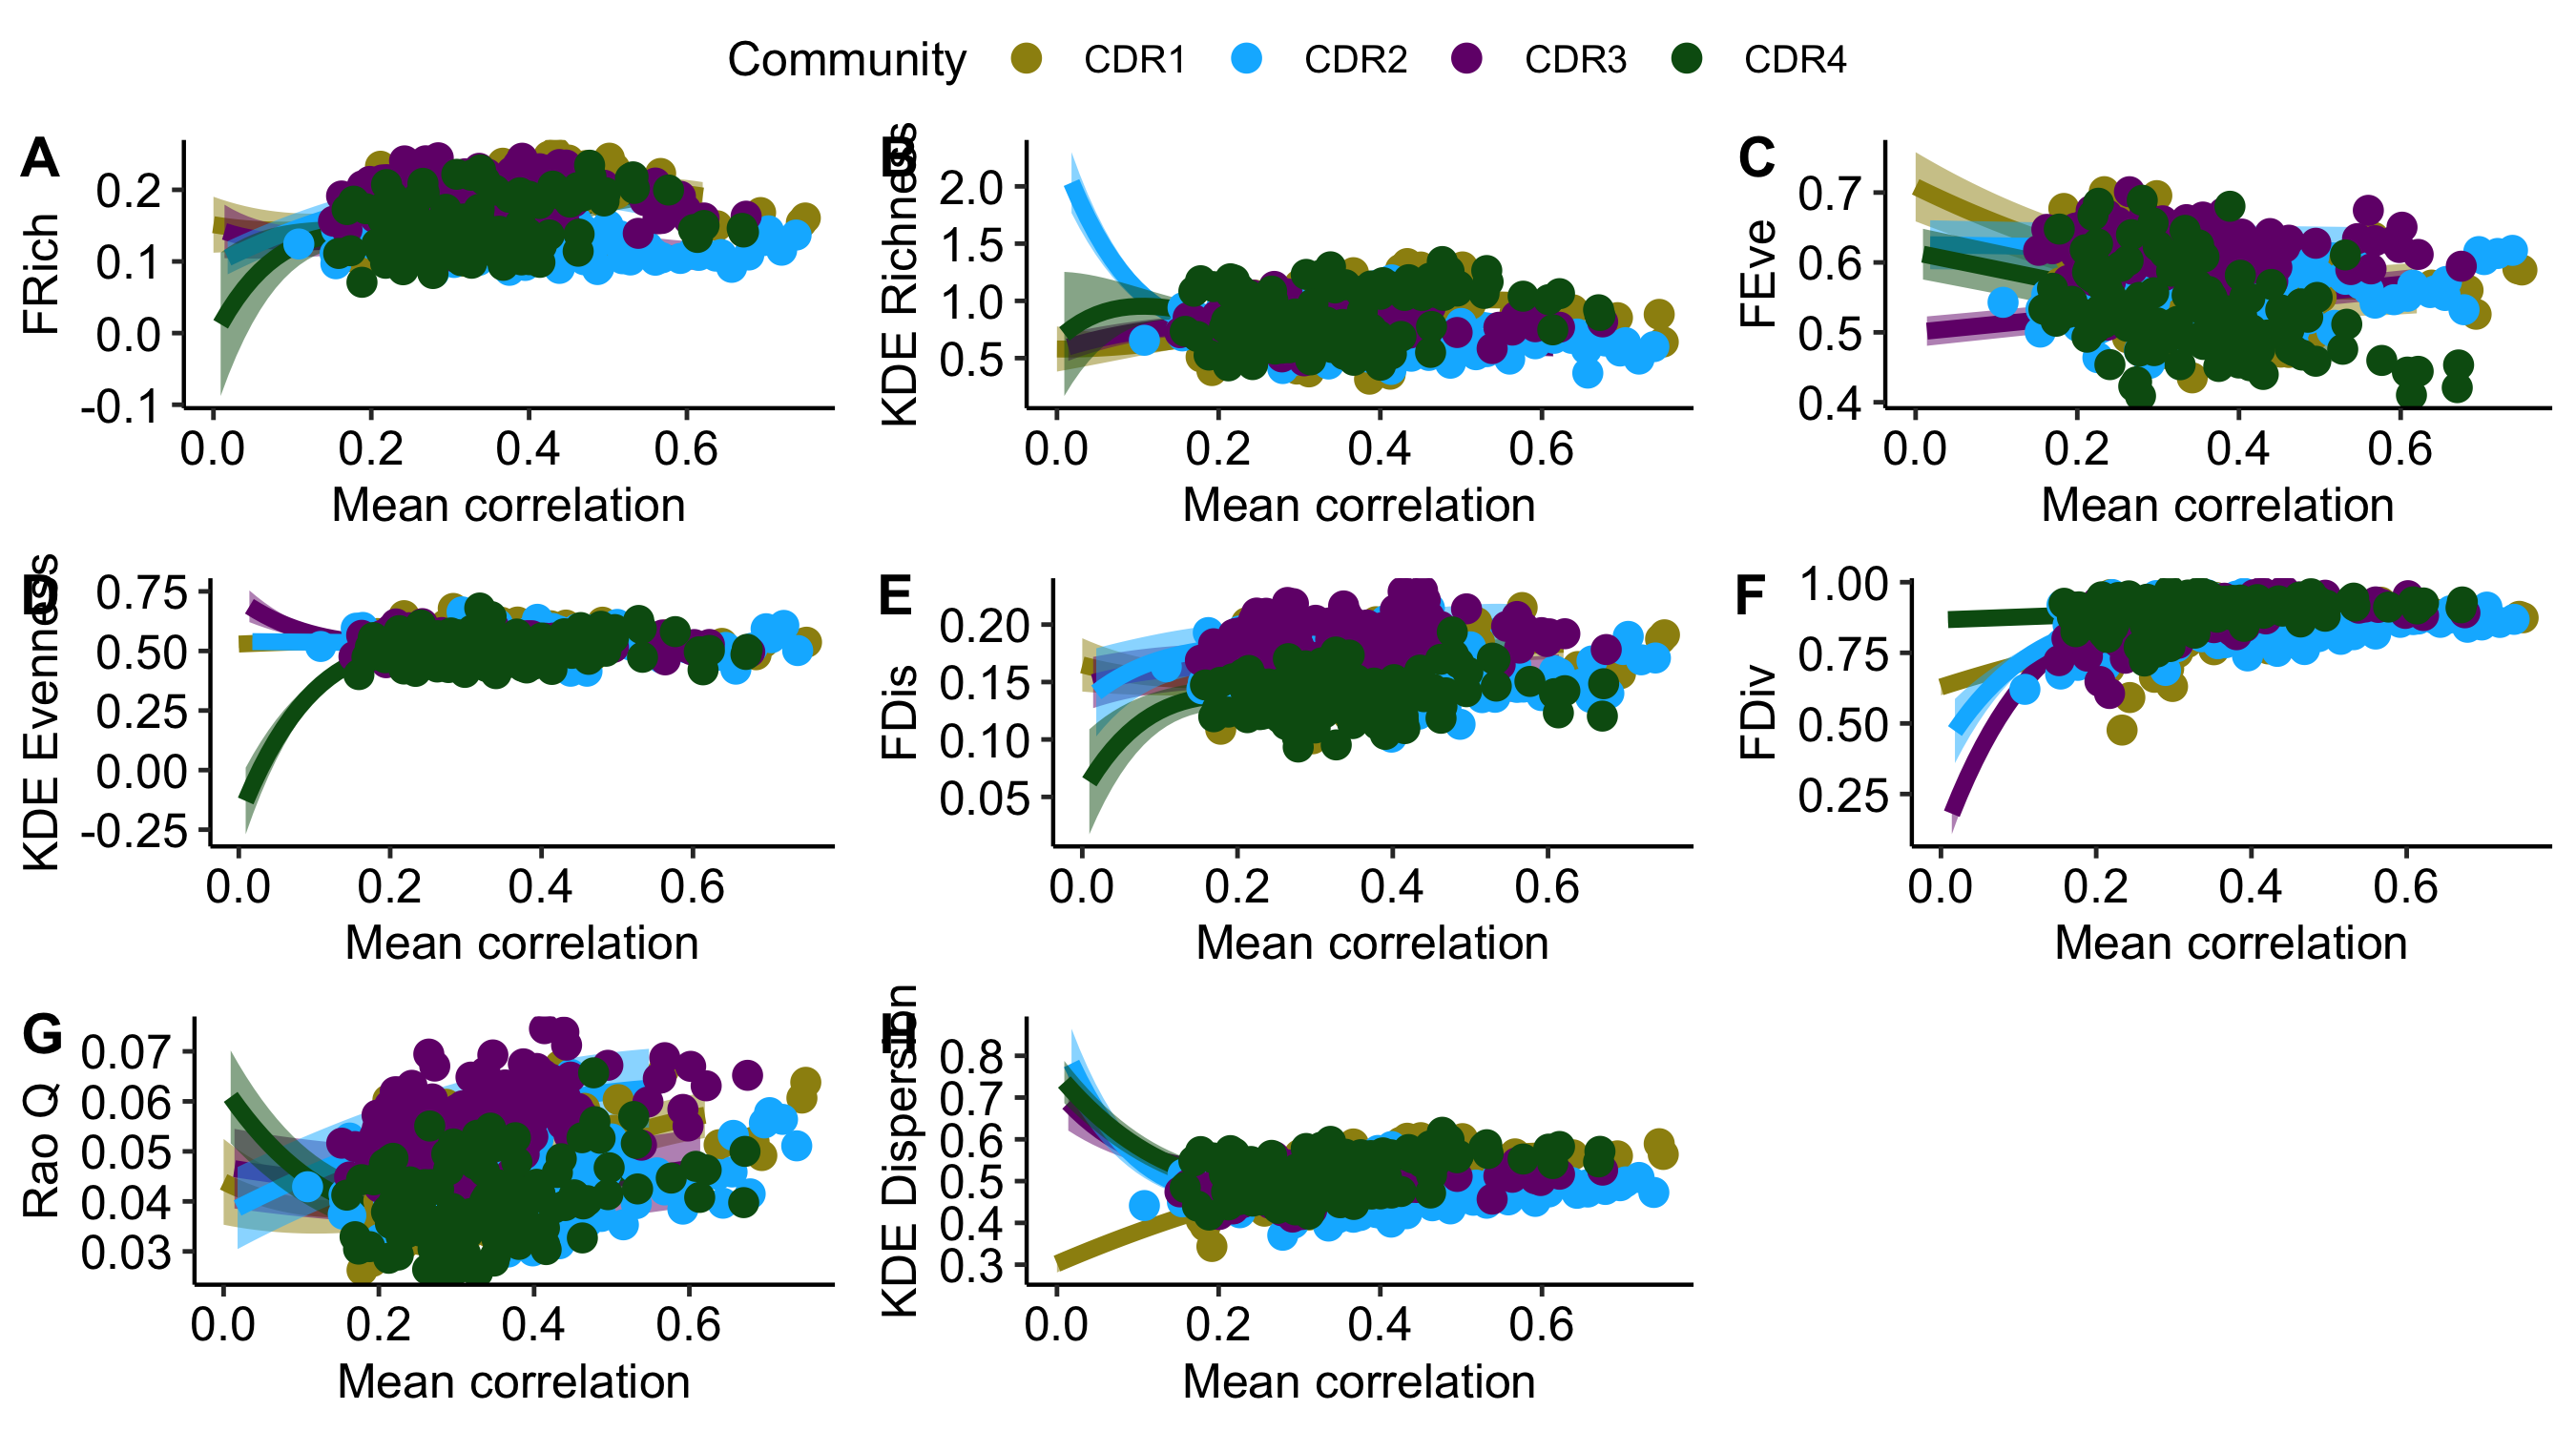 Community CDR1 CDR2 CDR3 CDR4
A
FRich
0.2
0.1
0.0
-0.1
0.0 0.2 0.4 0.6
Mean correlation
B
KDE Richness
2.0
1.5
1.0
0.5
0.0 0.2 0.4 0.6
Mean correlation
C
FEve
0.7
0.6
0.5
0.4
0.0 0.2 0.4 0.6
Mean correlation
D
KDE Evenness
0.75
0.50
0.25
0.00
-0.25
0.0 0.2 0.4 0.6
Mean correlation
E
FDis
0.20
0.15
0.10
0.05
0.0 0.2 0.4 0.6
Mean correlation
F
FDiv
1.00
0.75
0.50
0.25
0.0 0.2 0.4 0.6
Mean correlation
G
Rao Q
0.07
0.06
0.05
0.04
0.03
0.0 0.2 0.4 0.6
Mean correlation
H
KDE Dispersion
0.8
0.7
0.6
0.5
0.4
0.3
0.0 0.2 0.4 0.6
Mean correlation